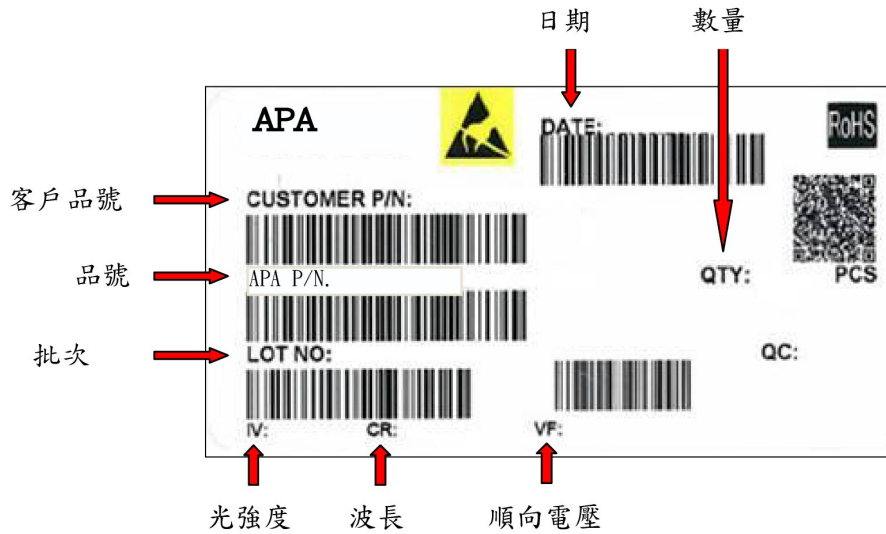 日期 數量
APA
DATE:
RoHS
客戶品號
CUSTOMER P/N:
品號
APA P/N.
QTY: PCS
批次
LOT NO:
QC:
IV: CR: VF:
光強度 波長 順向電壓